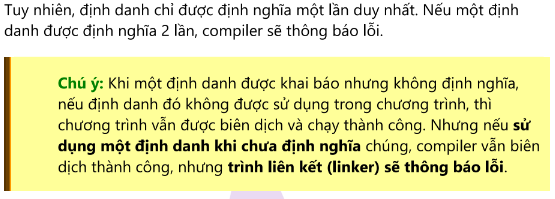 Tuy nhiên, định danh chỉ được định nghĩa một lần duy nhất. Nếu một định
danh được định nghĩa 2 lần, compiler sẽ thông báo lỗi.
Chú ý: Khi một định danh được khai báo nhưng không định nghĩa,
nếu định danh đó không được sử dụng trong chương trình, thì
chương trình vẫn được biên dịch và chạy thành công. Nhưng nếu sử
dụng một định danh khi chưa định nghĩa chúng, compiler vẫn biên
dịch thành công, nhưng trình liên kết (linker) sẽ thông báo lỗi.